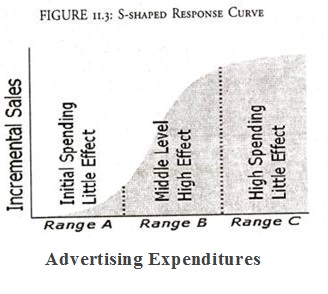 FIGURE 11.3: S-SHAPED RESPONSE CURVE
Incremental Sales
Initial Spending
Little Effect
Middle Level
High Effect
High Spending
Little Effect
Range A
Range B
Range C
Advertising Expenditures